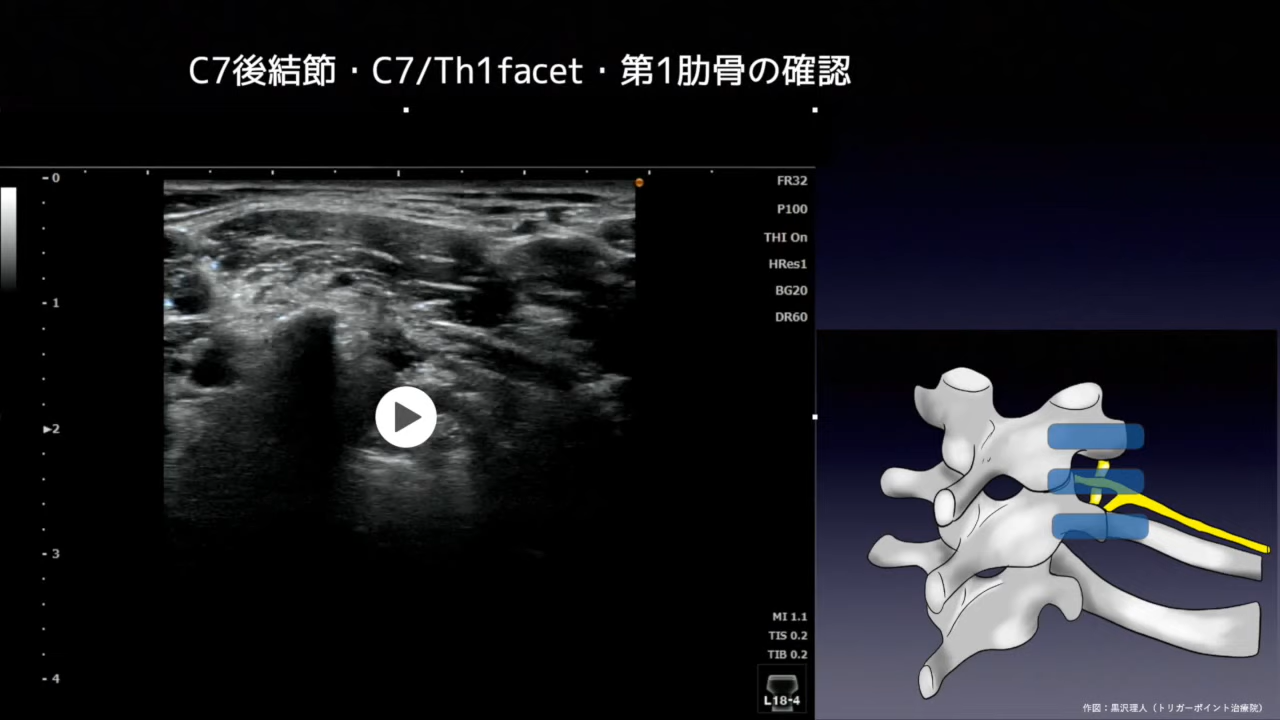 C7後結節・C7/Th1facet・第1肋骨の確認
0
1
2
3
4
FR32
P100
THI On
HRes1
BG20
DR60
MI 1.1
TIS 0.2
TIB 0.2
L18-4
作図：黒沢理人（トリガーポイント治療院）